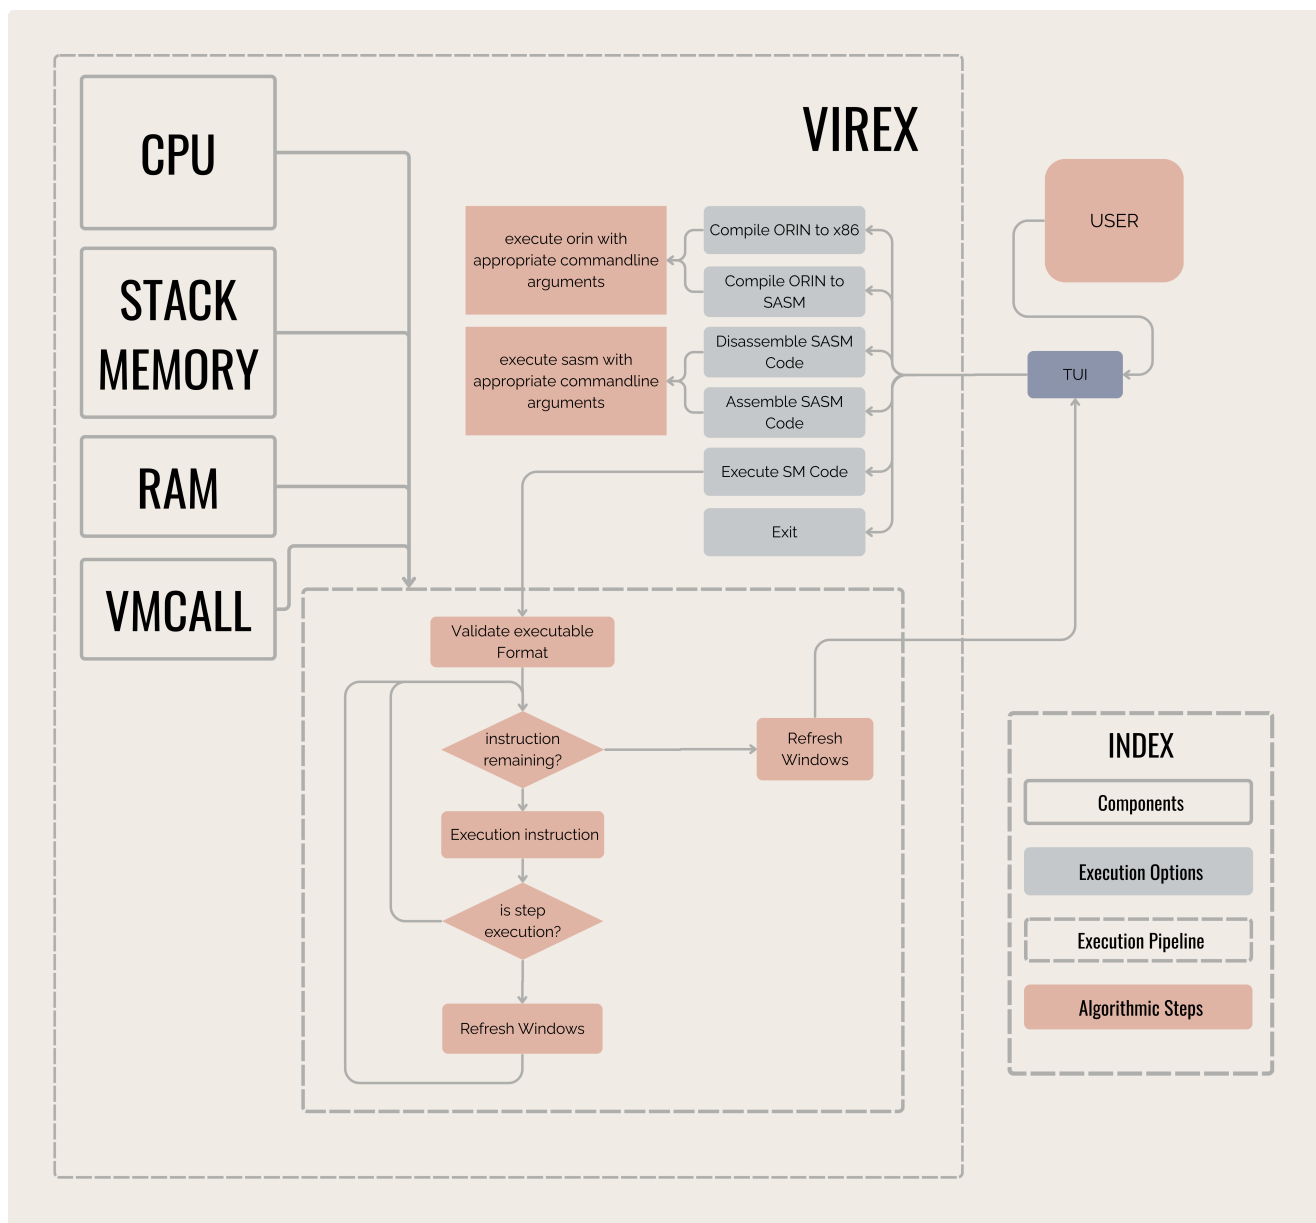 VIREX
CPU
STACK
MEMORY
RAM
VMCALL
USER
TUI
execute orin with
appropriate commandline
arguments
execute sasm with
appropriate commandline
arguments
Compile ORIN to x86
Compile ORIN to
SASM
Disassemble SASM
Code
Assemble SASM
Code
Execute SM Code
Exit
Validate executable
Format
instruction
remaining?
Refresh
Windows
Execution instruction
is step
execution?
Refresh Windows
INDEX
Components
Execution Options
Execution Pipeline
Algorithmic Steps